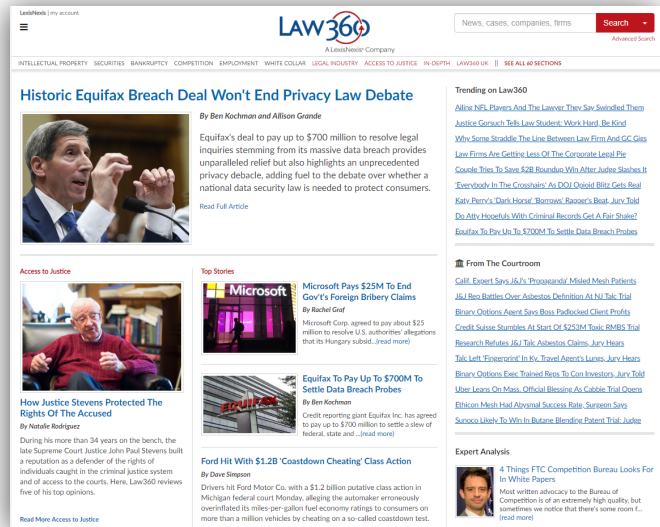 LexisNexis | my account
LAW360
A LexisNexis® Company
News, cases, companies, firms
Search
Advanced Search
INTELLECTUAL PROPERTY SECURITIES BANKRUPTCY COMPETITION EMPLOYMENT WHITE COLLAR LEGAL INDUSTRY ACCESS TO JUSTICE IN-DEPTH LAW360 UK || SEE ALL 60 SECTIONS
Historic Equifax Breach Deal Won't End Privacy Law Debate
By Ben Kochman and Allison Grande
Equifax's deal to pay up to $700 million to resolve legal
inquiries stemming from its massive data breach provides
unparalleled relief but also highlights an unprecedented
privacy debacle, adding fuel to the debate over whether a
national data security law is needed to protect consumers.
Read Full Article
Access to Justice
How Justice Stevens Protected The
Rights Of The Accused
By Natalie Rodriguez
During his more than 34 years on the bench, the
late Supreme Court Justice John Paul Stevens built
a reputation as a defender of the rights of
individuals caught in the criminal justice system
and of access to the courts. Here, Law360 reviews
five of his top opinions.
Read More Access to Justice
Top Stories
Microsoft
Microsoft Pays $25M To End
Gov't's Foreign Bribery Claims
By Rachel Graf
Microsoft Corp. agreed to pay about $25
million to resolve U.S. authorities' allegations
that its Hungary subsid...(read more)
EQUIFAX
Equifax To Pay Up To $700M To
Settle Data Breach Probes
By Ben Kochman
Credit reporting giant Equifax Inc. has agreed
to pay up to $700 million to settle a slew of
federal, state and ...(read more)
Ford Hit With $1.2B 'Coastdown Cheating' Class Action
By Dave Simpson
Drivers hit Ford Motor Co. with a $1.2 billion putative class action in
Michigan federal court Monday, alleging the automaker erroneously
overinflated its miles-per-gallon fuel economy ratings to consumers on
more than a million vehicles by cheating on a so-called coastdown test.
Trending on Law360
Ailing NFL Players And The Lawyer They Say Swindled Them
Justice Gorsuch Tells Law Student: Work Hard, Be Kind
Why Some Straddle The Line Between Law Firm And GC Gigs
Law Firms Are Getting Less Of The Corporate Legal Pie
Couple Tries To Save $2B Roundup Win After Judge Slashes It
'Everybody In The Crosshairs' As DOJ Opioid Blitz Gets Real
Katy Perry's 'Dark Horse' 'Borrows' Rapper's Beat, Jury Told
Do Atty Hopefuls With Criminal Records Get A Fair Shake?
Equifax To Pay Up To $700M To Settle Data Breach Probes
From The Courtroom
Calif. Expert Says J&J's 'Propaganda' Misled Mesh Patients
J&J Rep Battles Over Asbestos Definition At NJ Talc Trial
Binary Options Agent Says Boss Padlocked Client Profits
Credit Suisse Stumbles At Start Of $253M Toxic RMBS Trial
Research Refutes J&J Talc Asbestos Claims, Jury Hears
Talc Left 'Fingerprint' In Ky. Travel Agent's Lungs, Jury Hears
Binary Options Exec Trained Reps To Con Investors, Jury Told
Uber Leans On Mass. Official Blessing As Cabbie Trial Opens
Ethicon Mesh Had Abysmal Success Rate, Surgeon Says
Sunoco Likely To Win In Butane Blending Patent Trial: Judge
Expert Analysis
4 Things FTC Competition Bureau Looks For
In White Papers
Most written advocacy to the Bureau of
Competition is of an extremely high quality, but
sometimes we notice that there's some room f...
(read more)